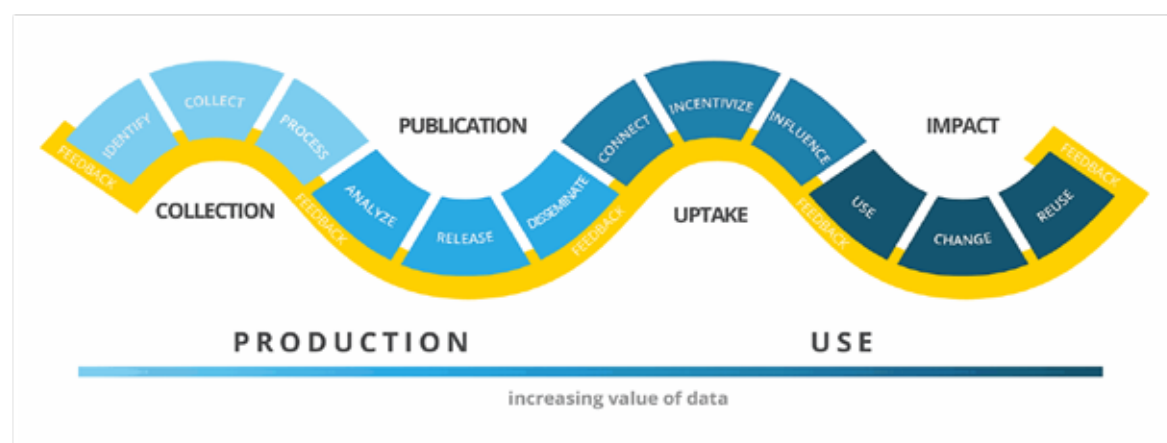 IDENTIFY
COLLECT
PROCESS
FEEDBACK
COLLECTION
FEEDBACK
PUBLICATION
ANALYZE
RELEASE
DISSEMINATE
FEEDBACK
CONNECT
INCENTIVIZE
INFLUENCE
UPTAKE
FEEDBACK
IMPACT
USE
CHANGE
REUSE
FEEDBACK
PRODUCTION
USE
increasing value of data